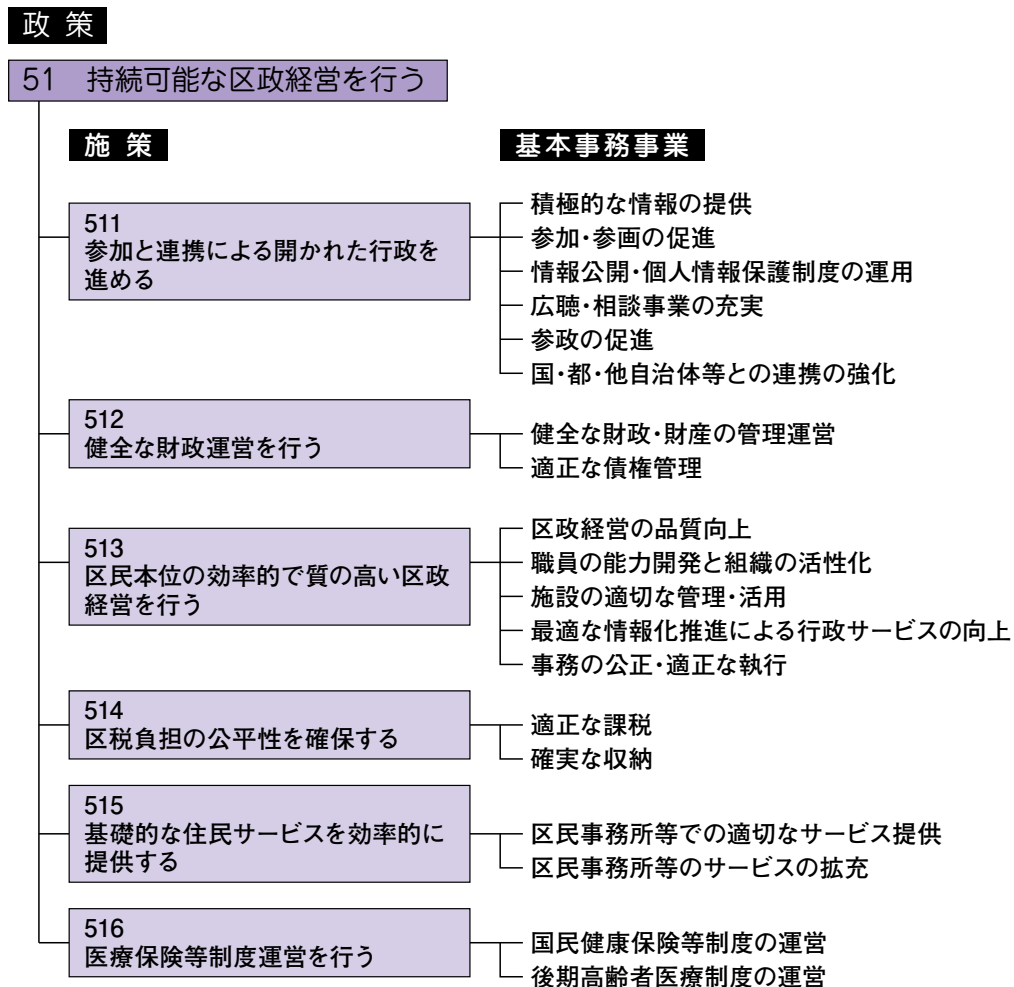 政 策
51　持続可能な区政経営を行う
施 策
基本事務事業
511
参加と連携による開かれた行政を
進める
積極的な情報の提供
参加・参画の促進
情報公開・個人情報保護制度の運用
広聴・相談事業の充実
参政の促進
国・都・他自治体等との連携の強化
512
健全な財政運営を行う
健全な財政・財産の管理運営
適正な債権管理
513
区民本位の効率的で質の高い区政
経営を行う
区政経営の品質向上
職員の能力開発と組織の活性化
施設の適切な管理・活用
最適な情報化推進による行政サービスの向上
事務の公正・適正な執行
514
区税負担の公平性を確保する
適正な課税
確実な収納
515
基礎的な住民サービスを効率的に
提供する
区民事務所等での適切なサービス提供
区民事務所等のサービスの拡充
516
医療保険等制度運営を行う
国民健康保険等制度の運営
後期高齢者医療制度の運営